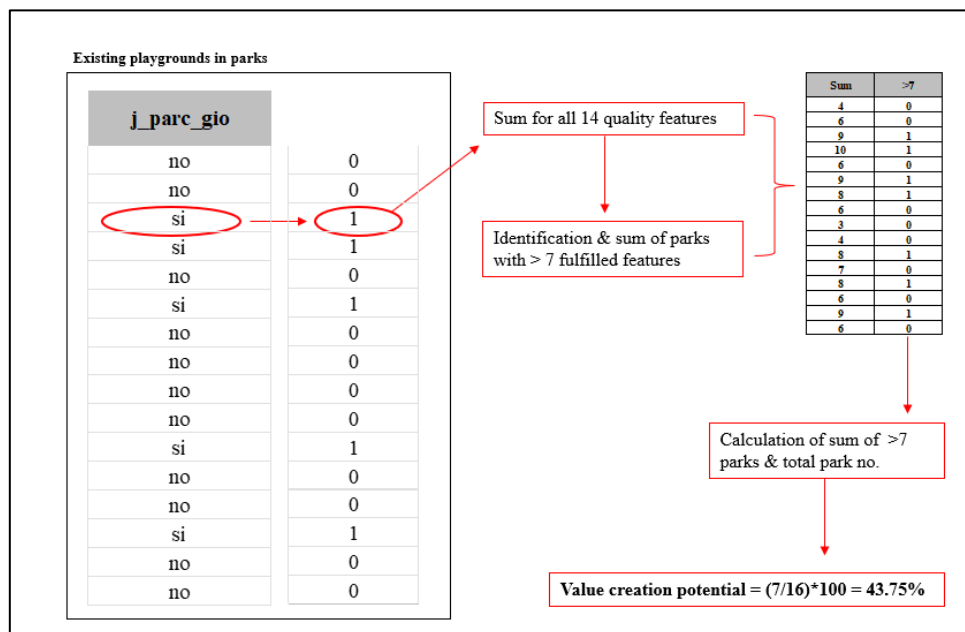 Existing playgrounds in parks
j_parc_gio
no 0
no 0
si 1
si 1
no 0
si 1
no 0
no 0
no 0
no 0
si 1
no 0
no 0
si 1
no 0
no 0
Sum for all 14 quality features
Identification & sum of parks
with > 7 fulfilled features
Sum >7
4 0
6 0
9 1
10 1
6 0
9 1
8 1
6 0
3 0
4 0
8 1
7 0
8 1
6 0
9 1
6 0
Calculation of sum of >7
parks & total park no.
Value creation potential = (7/16)*100 = 43.75%